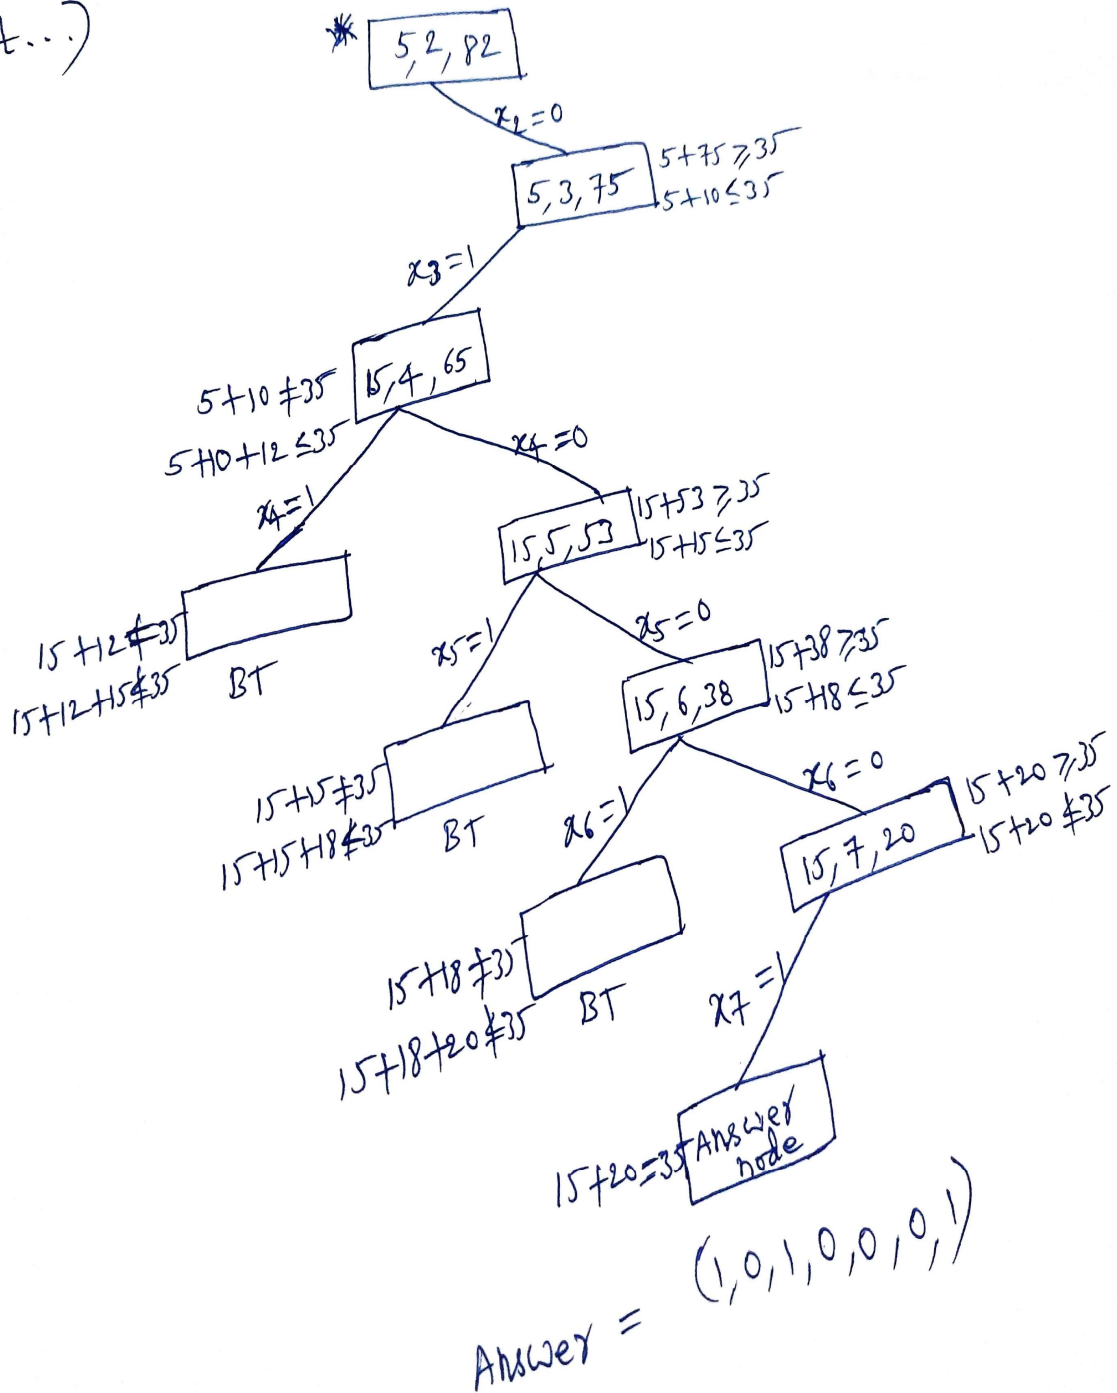 t...)
* 5,2,82
x2=0
5,3,75
5+75≥35
5+10≤35
x3=1
15,4,65
5+10≠35
5+10+12≤35
x4=1
x4=0
15,5,53
15+53≥35
15+15≤35
15+12≠35
15+12+15≰35
BT
x5=1
x5=0
15,6,38
15+38≥35
15+18≤35
15+15≠35
15+15+18≰35
BT
x6=1
x6=0
15,7,20
15+20≥35
15+20≰35
15+18≠35
15+18+20≰35
BT
x7=1
15+20=35
Answer
node
Answer = (1,0,1,0,0,0,1)